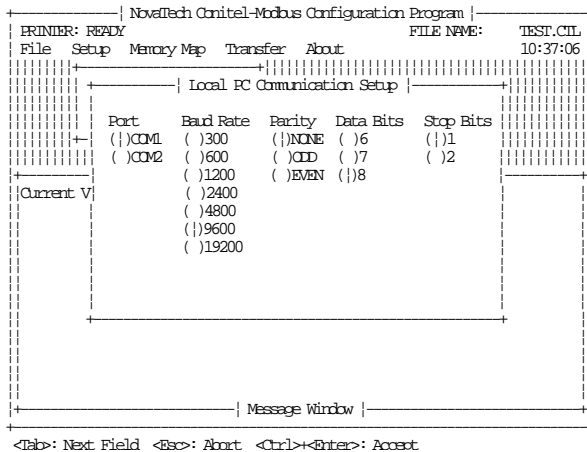 NovaTech Conitel-Modbus Configuration Program
PRINTER: READY FILE NAME: TEST.CTL
File Setup Memory Map Transfer About 10:37:06
Local PC Communication Setup
Port Baud Rate Parity Data Bits Stop Bits
(¦)COM1 ( )300 (¦)NONE ( )6 (¦)1
( )COM2 ( )600 ( )ODD ( )7 ( )2
( )1200 ( )EVEN (¦)8
Current V
( )2400
( )4800
(¦)9600
( )19200
Message Window
<Tab>: Next Field <Esc>: Abort <Ctrl>+<Enter>: Accept